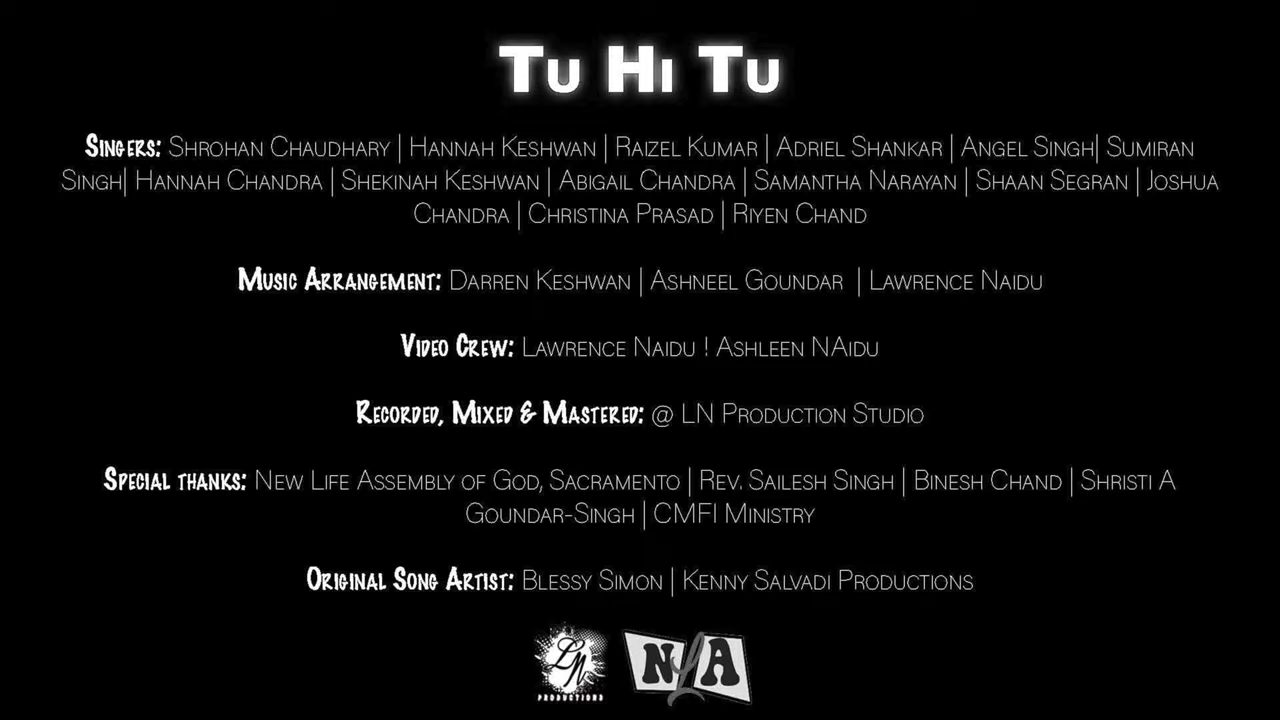 Tu Hi Tu
Singers: Shrohan Chaudhary | Hannah Keshwan | Raizel Kumar | Adriel Shankar | Angel Singh| Sumiran
Singh| Hannah Chandra | Shekinah Keshwan | Abigail Chandra | Samantha Narayan | Shaan Segran | Joshua
Chandra | Christina Prasad | Riyen Chand
Music Arrangement: Darren Keshwan | Ashneel Goundar | Lawrence Naidu
Video Crew: Lawrence Naidu ! Ashleen NAidu
Recorded, Mixed & Mastered: @ LN Production Studio
Special thanks: New Life Assembly of God, Sacramento | Rev. Sailesh Singh | Binesh Chand | Shristi A
Goundar-Singh | CMFI Ministry
Original Song Artist: Blessy Simon | Kenny Salvadi Productions
LN
PRODUCTIONS
NLA